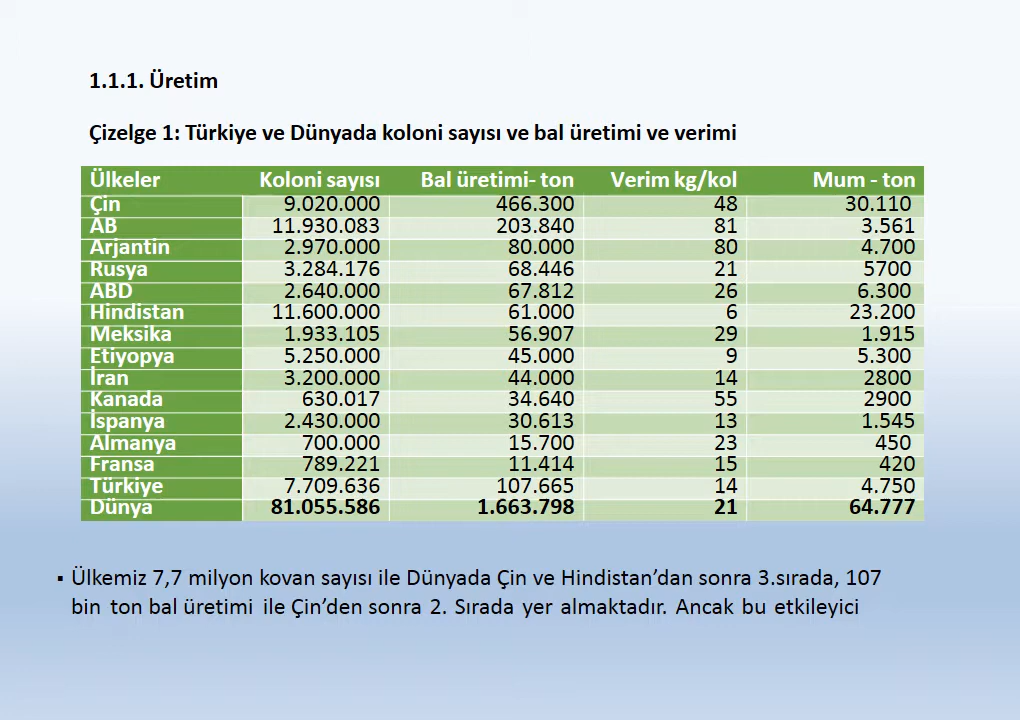 1.1.1. Üretim
Çizelge 1: Türkiye ve Dünyada koloni sayısı ve bal üretimi ve verimi
Ülkeler Koloni sayısı Bal üretimi- ton Verim kg/kol Mum - ton
Çin 9.020.000 466.300 48 30.110
AB 11.930.083 203.840 81 3.561
Arjantin 2.970.000 80.000 80 4.700
Rusya 3.284.176 68.446 21 5700
ABD 2.640.000 67.812 26 6.300
Hindistan 11.600.000 61.000 6 23.200
Meksika 1.933.105 56.907 29 1.915
Etiyopya 5.250.000 45.000 9 5.300
İran 3.200.000 44.000 14 2800
Kanada 630.017 34.640 55 2900
İspanya 2.430.000 30.613 13 1.545
Almanya 700.000 15.700 23 450
Fransa 789.221 11.414 15 420
Türkiye 7.709.636 107.665 14 4.750
Dünya 81.055.586 1.663.798 21 64.777
▪ Ülkemiz 7,7 milyon kovan sayısı ile Dünyada Çin ve Hindistan’dan sonra 3.sırada, 107
bin ton bal üretimi ile Çin’den sonra 2. Sırada yer almaktadır. Ancak bu etkileyici